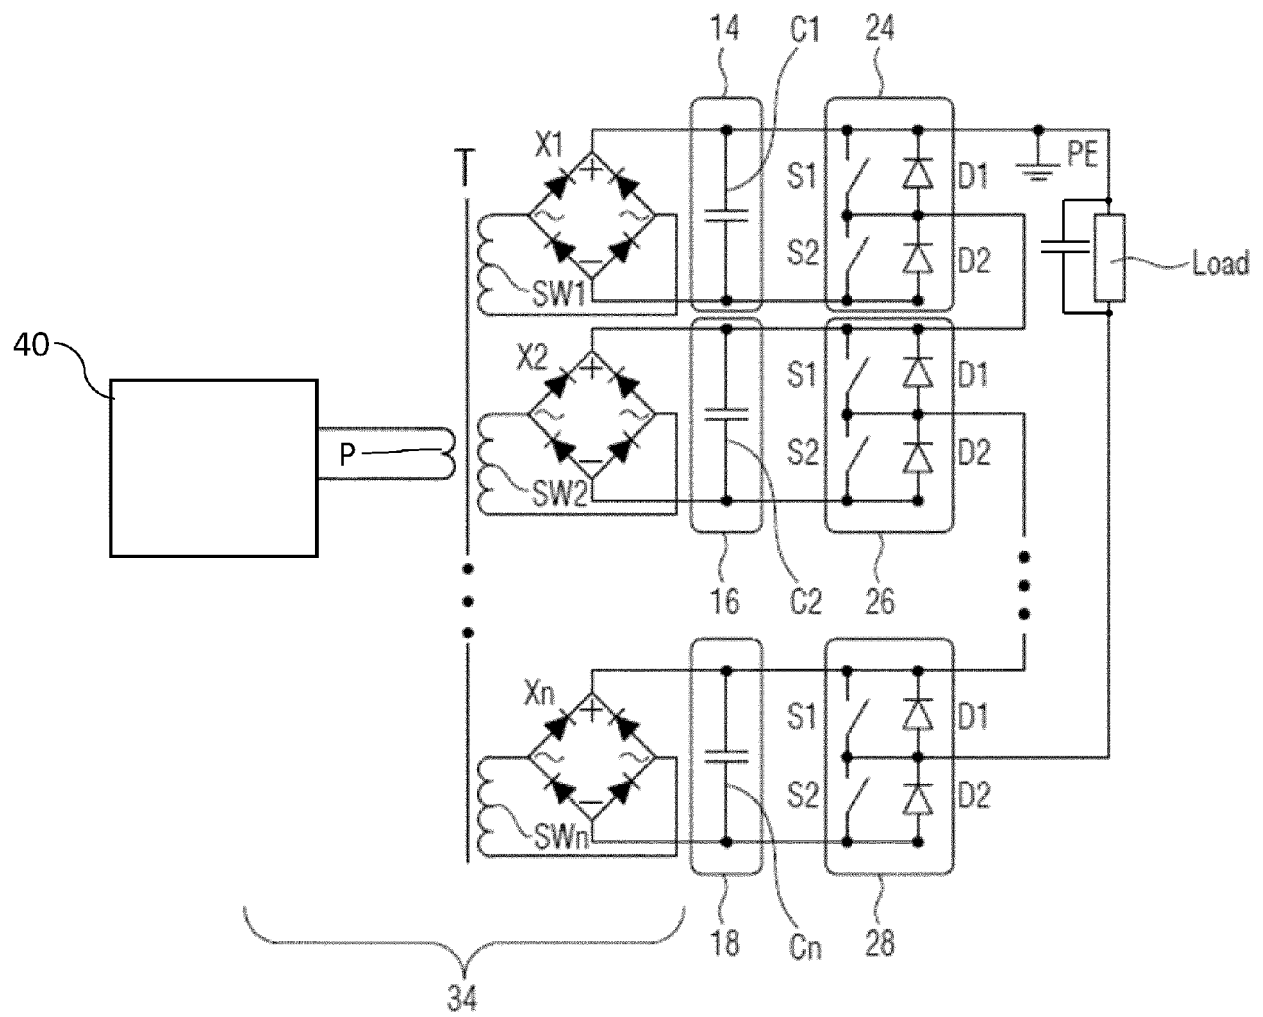 14 C1 24
T X1 S1 D1 PE
SW1 S2 D2 Load
40
X2 S1 D1
P SW2 S2 D2
16 C2 26
Xn S1 D1
SWn S2 D2
18 Cn 28
34